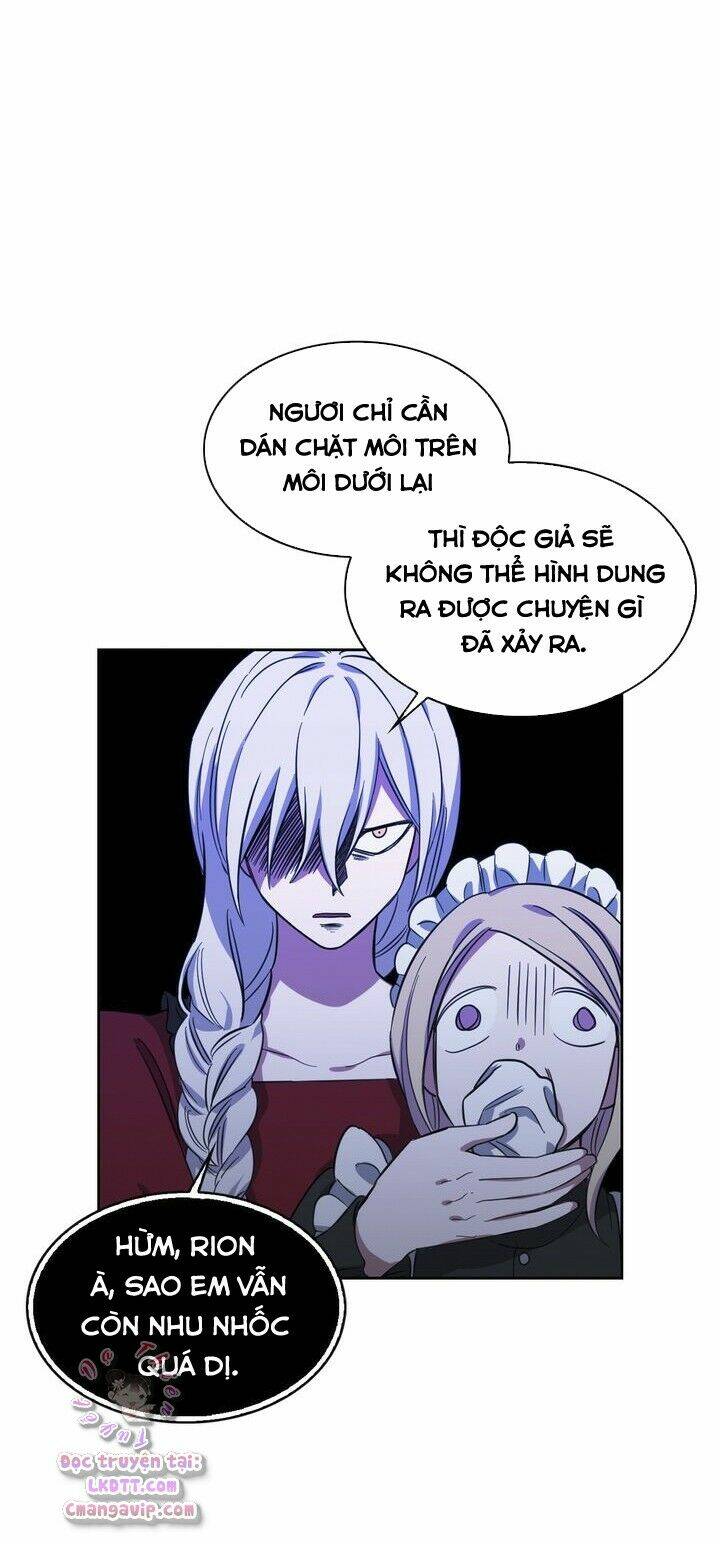 NGƯƠI CHỈ CẦN
DÁN CHẶT MÔI TRÊN
MÔI DƯỚI LẠI
THÌ ĐỘC GIẢ SẼ
KHÔNG THỂ HÌNH DUNG
RA ĐƯỢC CHUYỆN GÌ
ĐÃ XẢY RA.
HỪM, RION
À, SAO EM VẪN
CÒN NHU NHỐC
QUÁ DỊ.
Đọc truyện tại:
LKDTT.com
Cmangavip.com